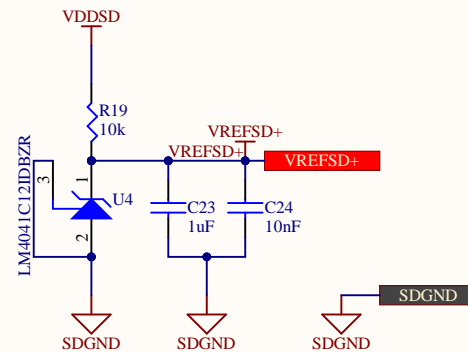 VDDSD
R19
10k
VREFSD+
VREFSD+
VREFSD+
LM4041C12IDBZR
3
1
U4
2
C23
1uF
C24
10nF
SDGND
SDGND
SDGND
SDGND